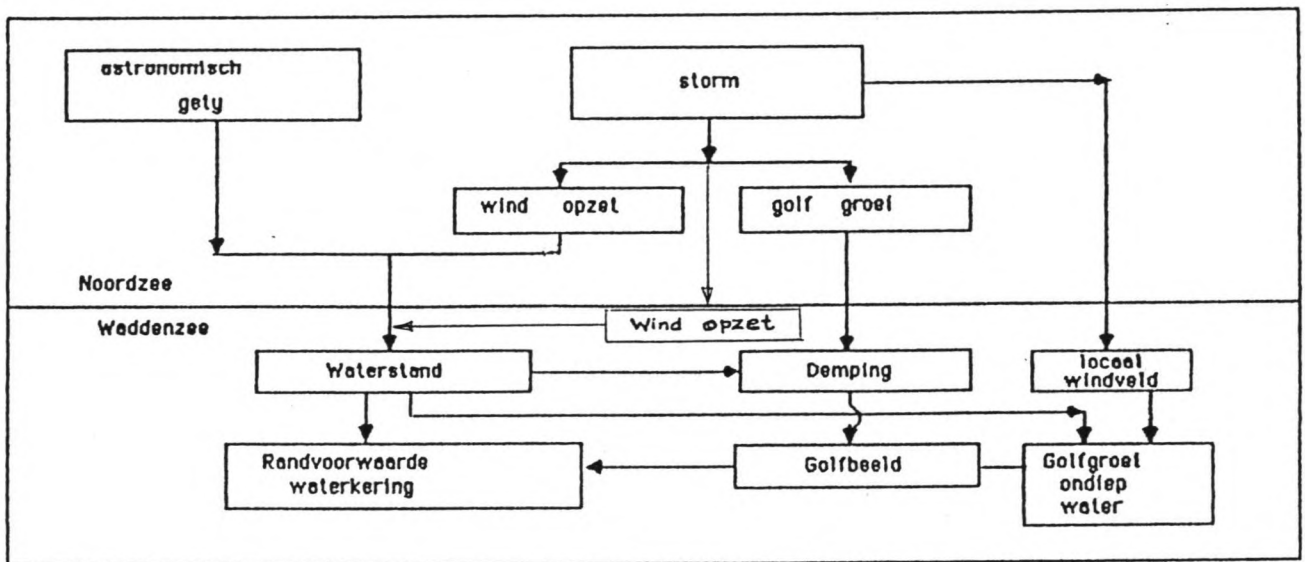 astronomisch
gety
storm
wind opzet
golf groei
Noordzee
Waddenzee
Wind opzet
Waterstand
Demping
locaal
windveld
Randvoorwaarde
waterkering
Golfbeeld
Golfgroei
ondiep
water